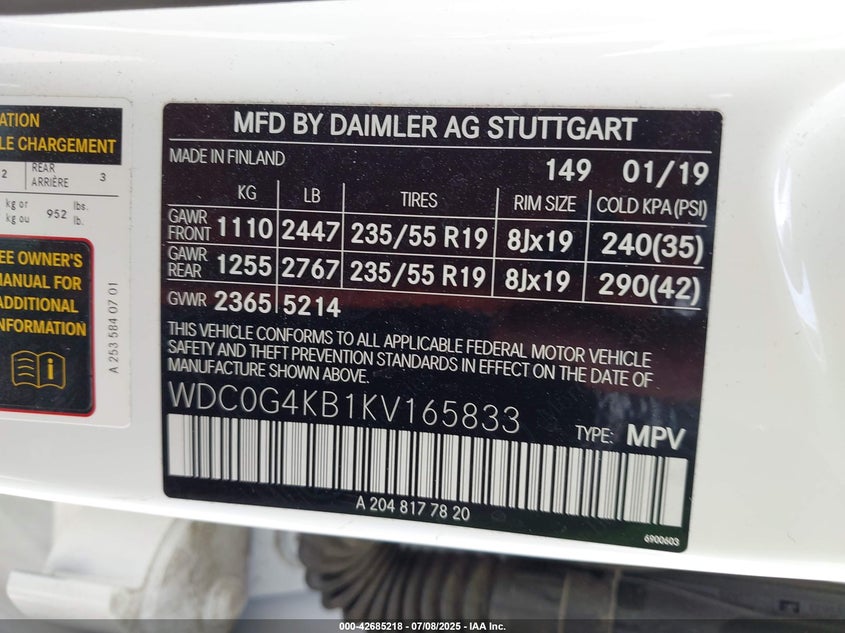 ATION
LE CHARGEMENT
2 REAR ARRIÈRE 3
kg or kg ou 952 lbs. lb.
EE OWNER'S
MANUAL FOR
ADDITIONAL
INFORMATION
A 253 584 07 01
MFD BY DAIMLER AG STUTTGART
MADE IN FINLAND 149 01/19
KG LB TIRES RIM SIZE COLD KPA (PSI)
GAWR FRONT 1110 2447 235/55 R19 8Jx19 240(35)
GAWR REAR 1255 2767 235/55 R19 8Jx19 290(42)
GVWR 2365 5214
THIS VEHICLE CONFORMS TO ALL APPLICABLE FEDERAL MOTOR VEHICLE
SAFETY AND THEFT PREVENTION STANDARDS IN EFFECT ON THE DATE OF
MANUFACTURE SHOWN ABOVE.
WDC0G4KB1KV165833
TYPE: MPV
A 204 817 78 20
6900603
000-42685218 - 07/08/2025 - IAA Inc.